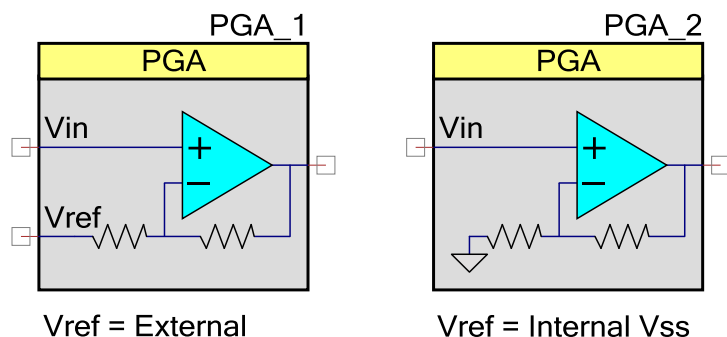 PGA_1
PGA
Vin
+
−
Vref
Vref = External
PGA_2
PGA
Vin
+
−
Vref = Internal Vss